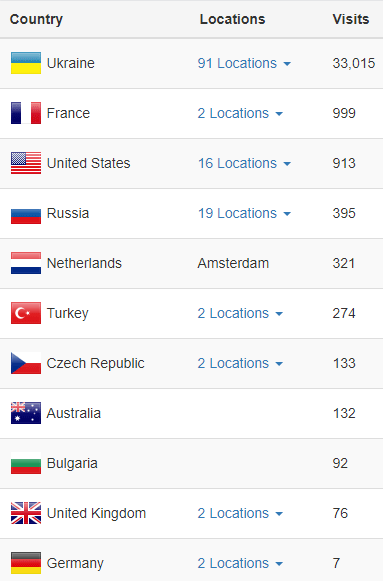 Country Locations Visits
Ukraine 91 Locations 33,015
France 2 Locations 999
United States 16 Locations 913
Russia 19 Locations 395
Netherlands Amsterdam 321
Turkey 2 Locations 274
Czech Republic 2 Locations 133
Australia 132
Bulgaria 92
United Kingdom 2 Locations 76
Germany 2 Locations 7